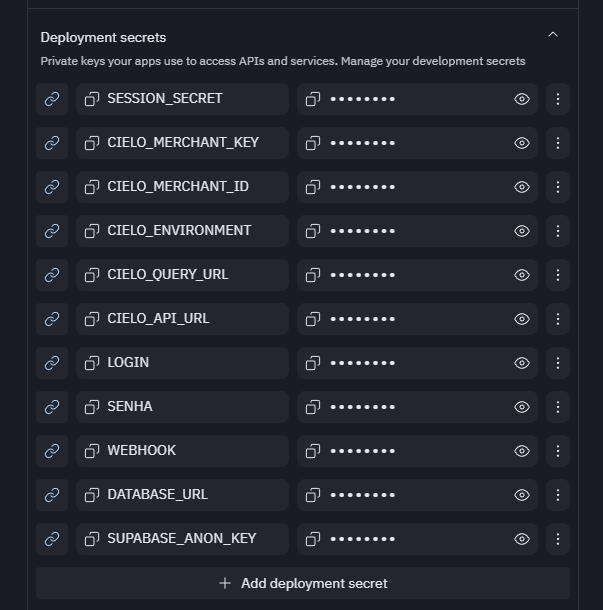 Deployment secrets
Private keys your apps use to access APIs and services. Manage your development secrets
SESSION_SECRET ••••••••
CIELO_MERCHANT_KEY ••••••••
CIELO_MERCHANT_ID ••••••••
CIELO_ENVIRONMENT ••••••••
CIELO_QUERY_URL ••••••••
CIELO_API_URL ••••••••
LOGIN ••••••••
SENHA ••••••••
WEBHOOK ••••••••
DATABASE_URL ••••••••
SUPABASE_ANON_KEY ••••••••
+ Add deployment secret